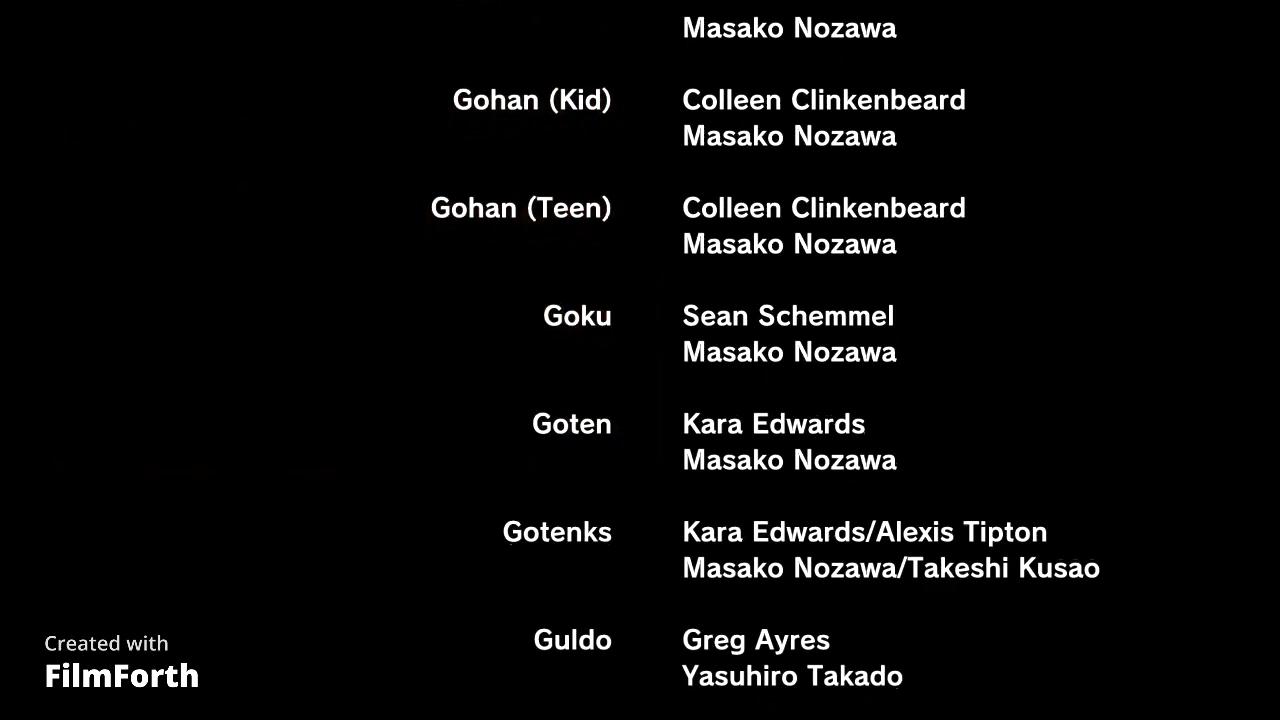 Masako Nozawa
Gohan (Kid) Colleen Clinkenbeard
Masako Nozawa
Gohan (Teen) Colleen Clinkenbeard
Masako Nozawa
Goku Sean Schemmel
Masako Nozawa
Goten Kara Edwards
Masako Nozawa
Gotenks Kara Edwards/Alexis Tipton
Masako Nozawa/Takeshi Kusao
Guldo Greg Ayres
Yasuhiro Takado
Created with
FilmForth